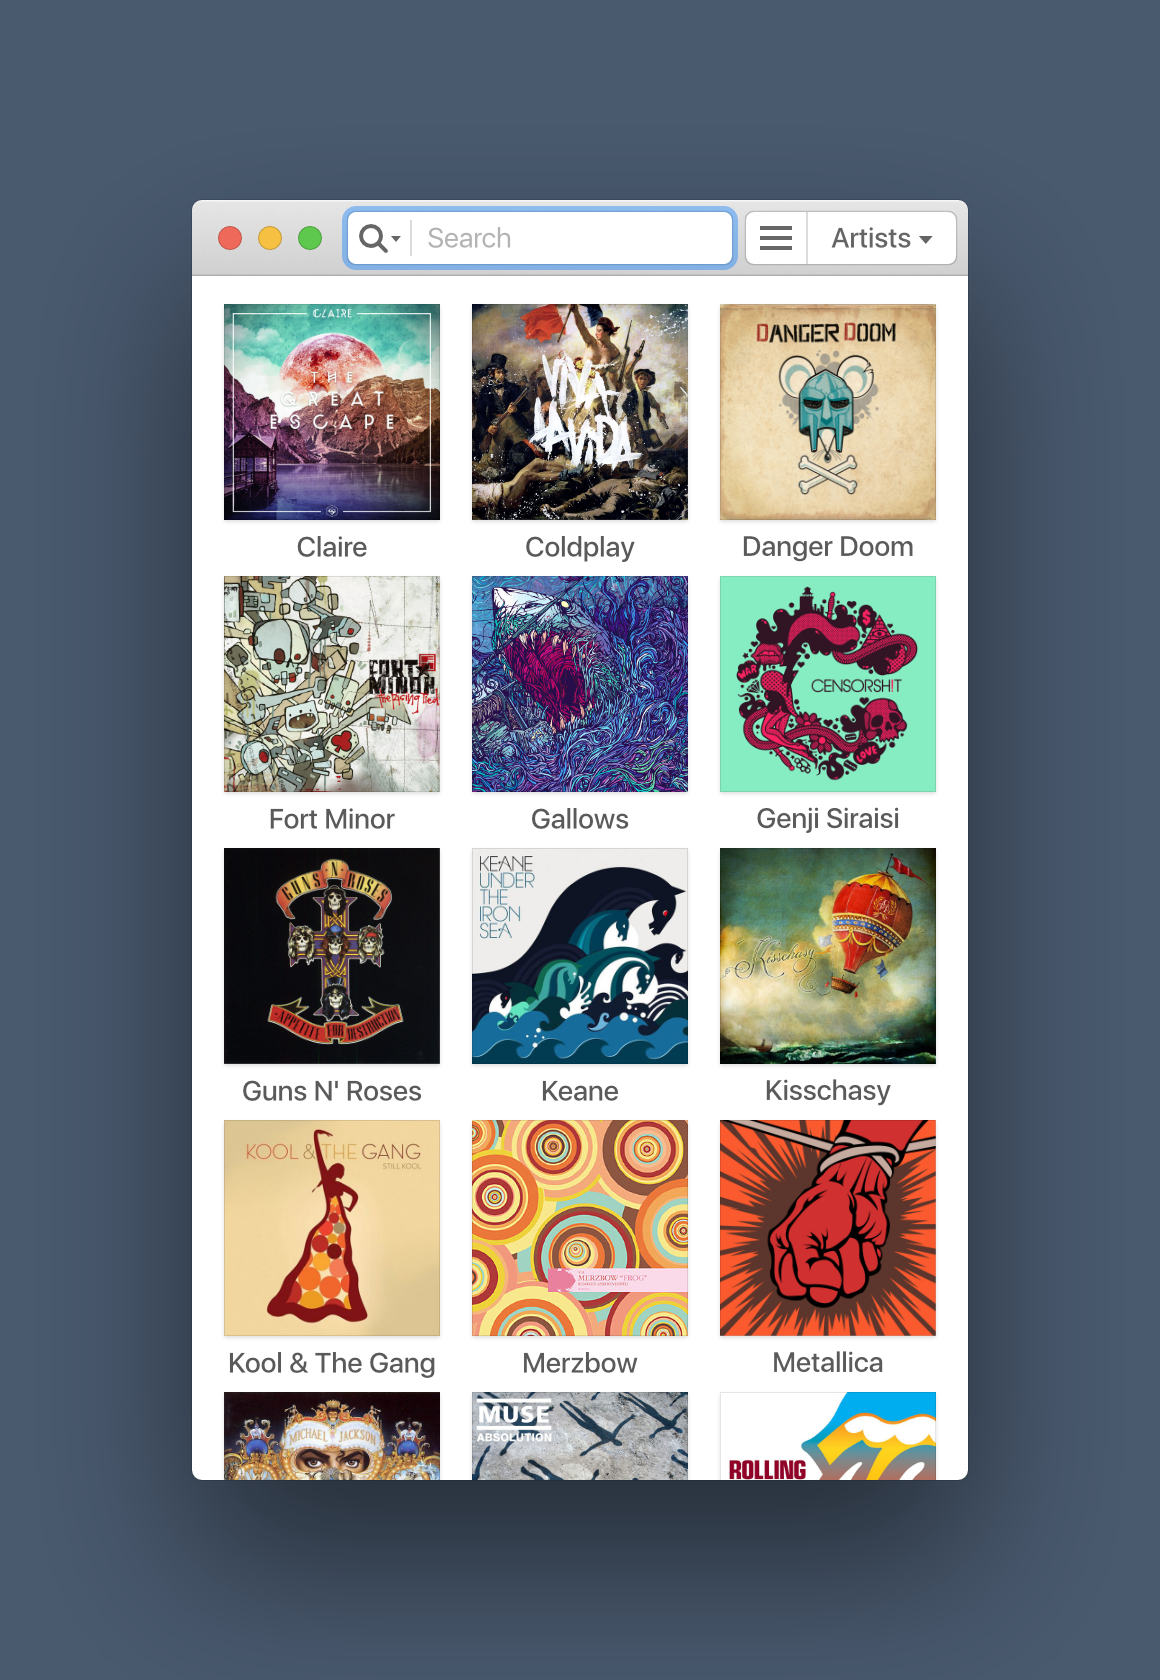 Search
Artists
CLAIRE
THE
GREAT
ESCAPE
VIVA
LA VIDA
DANGER DOOM
Claire
Coldplay
Danger Doom
FORT
MINOR
the Rising Tied
WAR
$
CENSORSH!T
LOVE
Fort Minor
Gallows
Genji Siraisi
GUNS N' ROSES
APPETITE FOR DESTRUCTION
KEANE
UNDER
THE
IRON
SEA
Kisschasy
Guns N' Roses
Keane
Kisschasy
KOOL & THE GANG
STILL KOOL
MERZBOW "FROG"
Kool & The Gang
Merzbow
Metallica
MICHAEL JACKSON
MUSE
ABSOLUTION
ROLLING